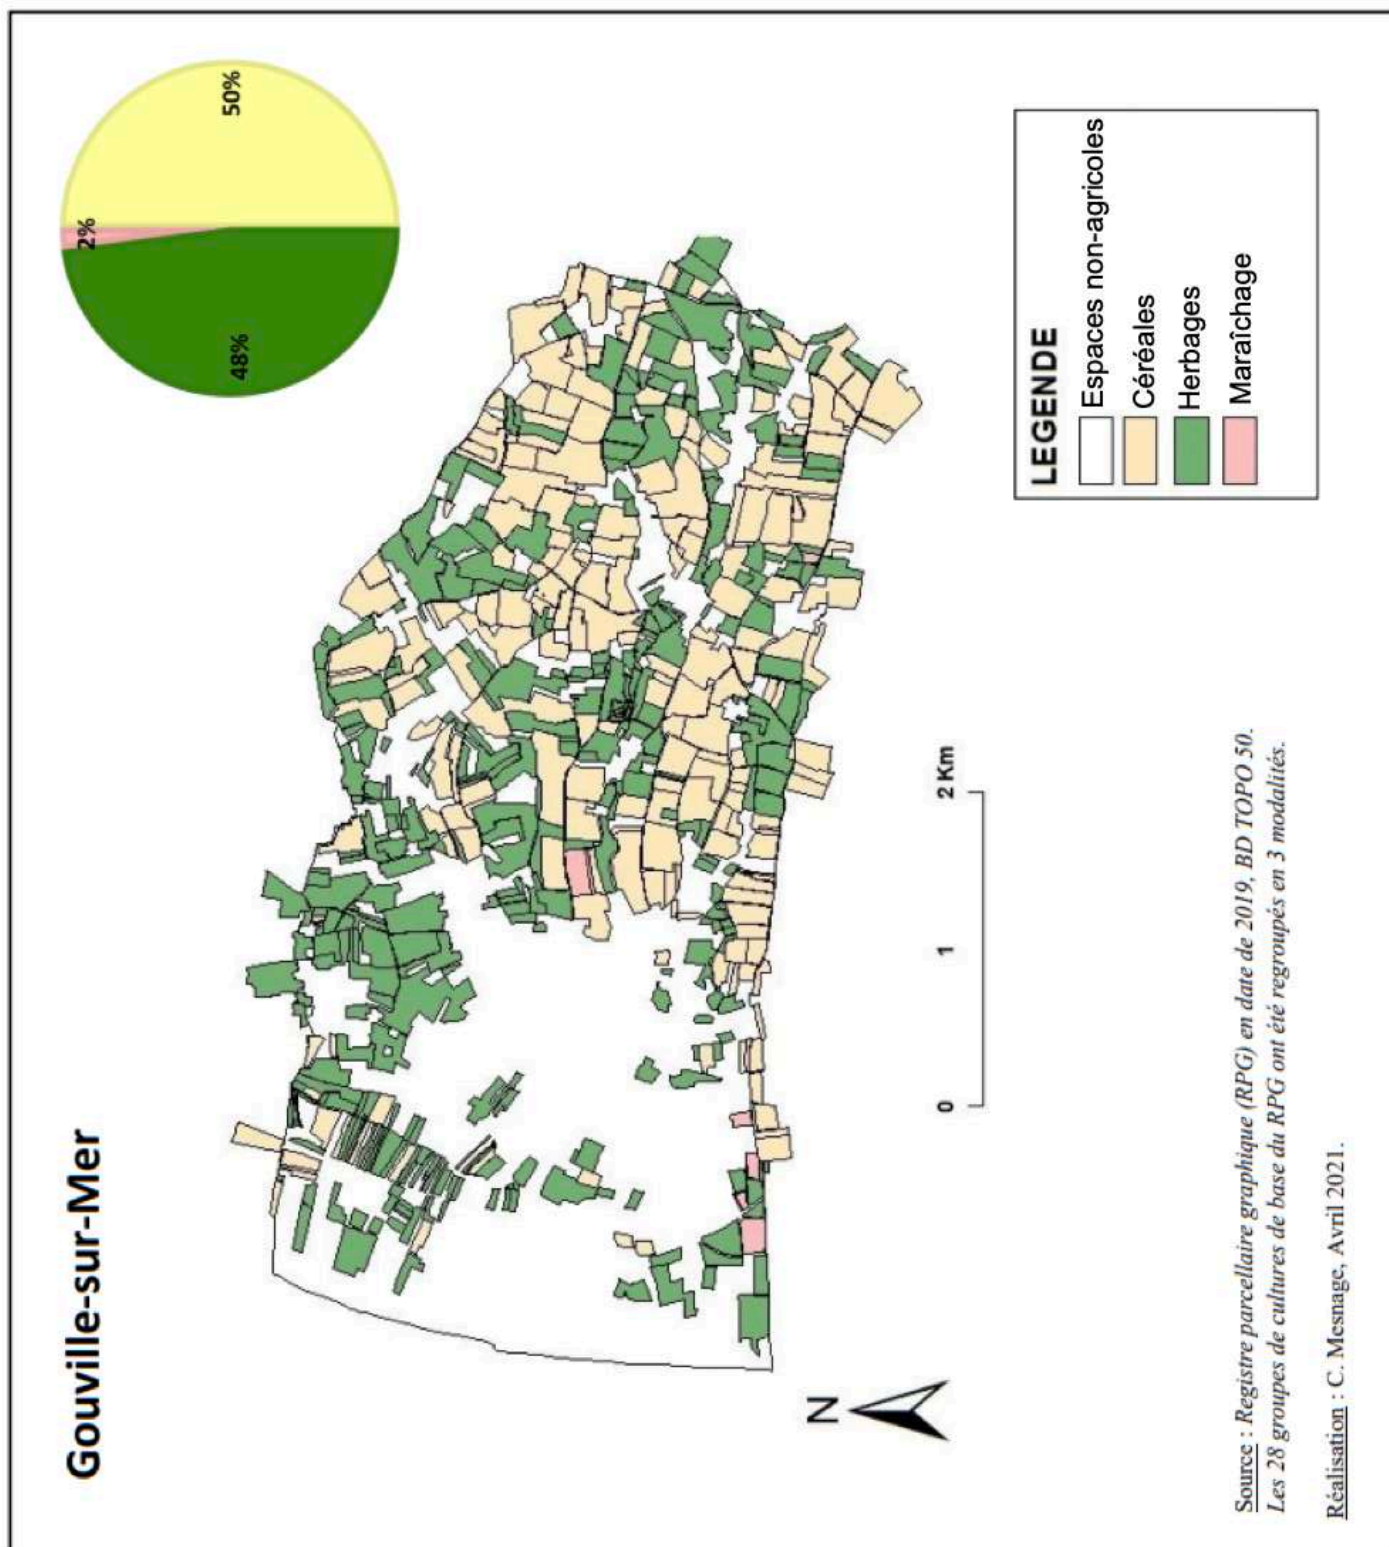 Gouville-sur-Mer
50%
2%
48%
N
0 1 2 Km
LEGENDE
Espaces non-agricoles
Céréales
Herbages
Maraîchage
Source : Registre parcellaire graphique (RPG) en date de 2019, BD TOPO 50.
Les 28 groupes de cultures de base du RPG ont été regroupés en 3 modalités.
Réalisation : C. Mesnage, Avril 2021.